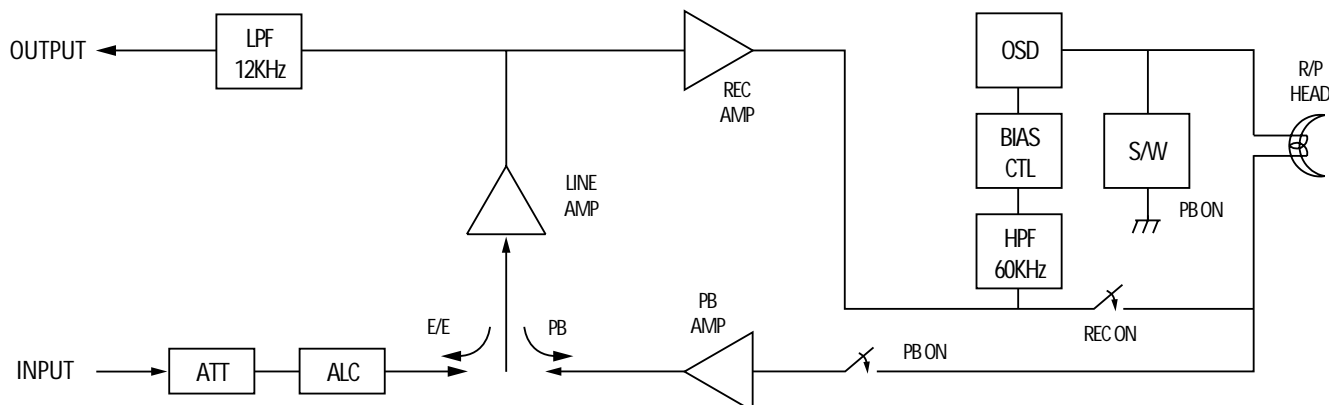 OUTPUT
LPF
12KHz
REC
AMP
OSD
R/P
HEAD
BIAS
CTL
S/W
PB ON
LINE
AMP
HPF
60KHz
E/E
PB
PB
AMP
REC ON
PB ON
INPUT
ATT
ALC